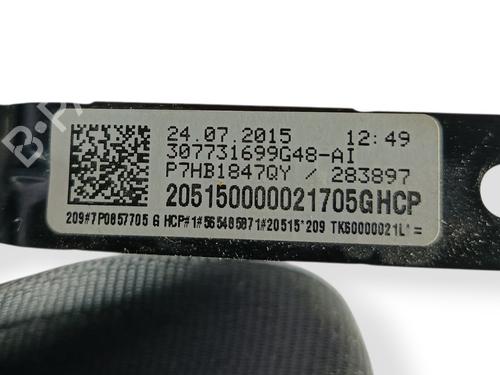 24.07.2015 12:49
307731699G48-AI
P7HB1847QY / 283897
205150000021705GHCP
209#7P0857705 G HCP#1#565485871#20515*209 TK60000021L*=